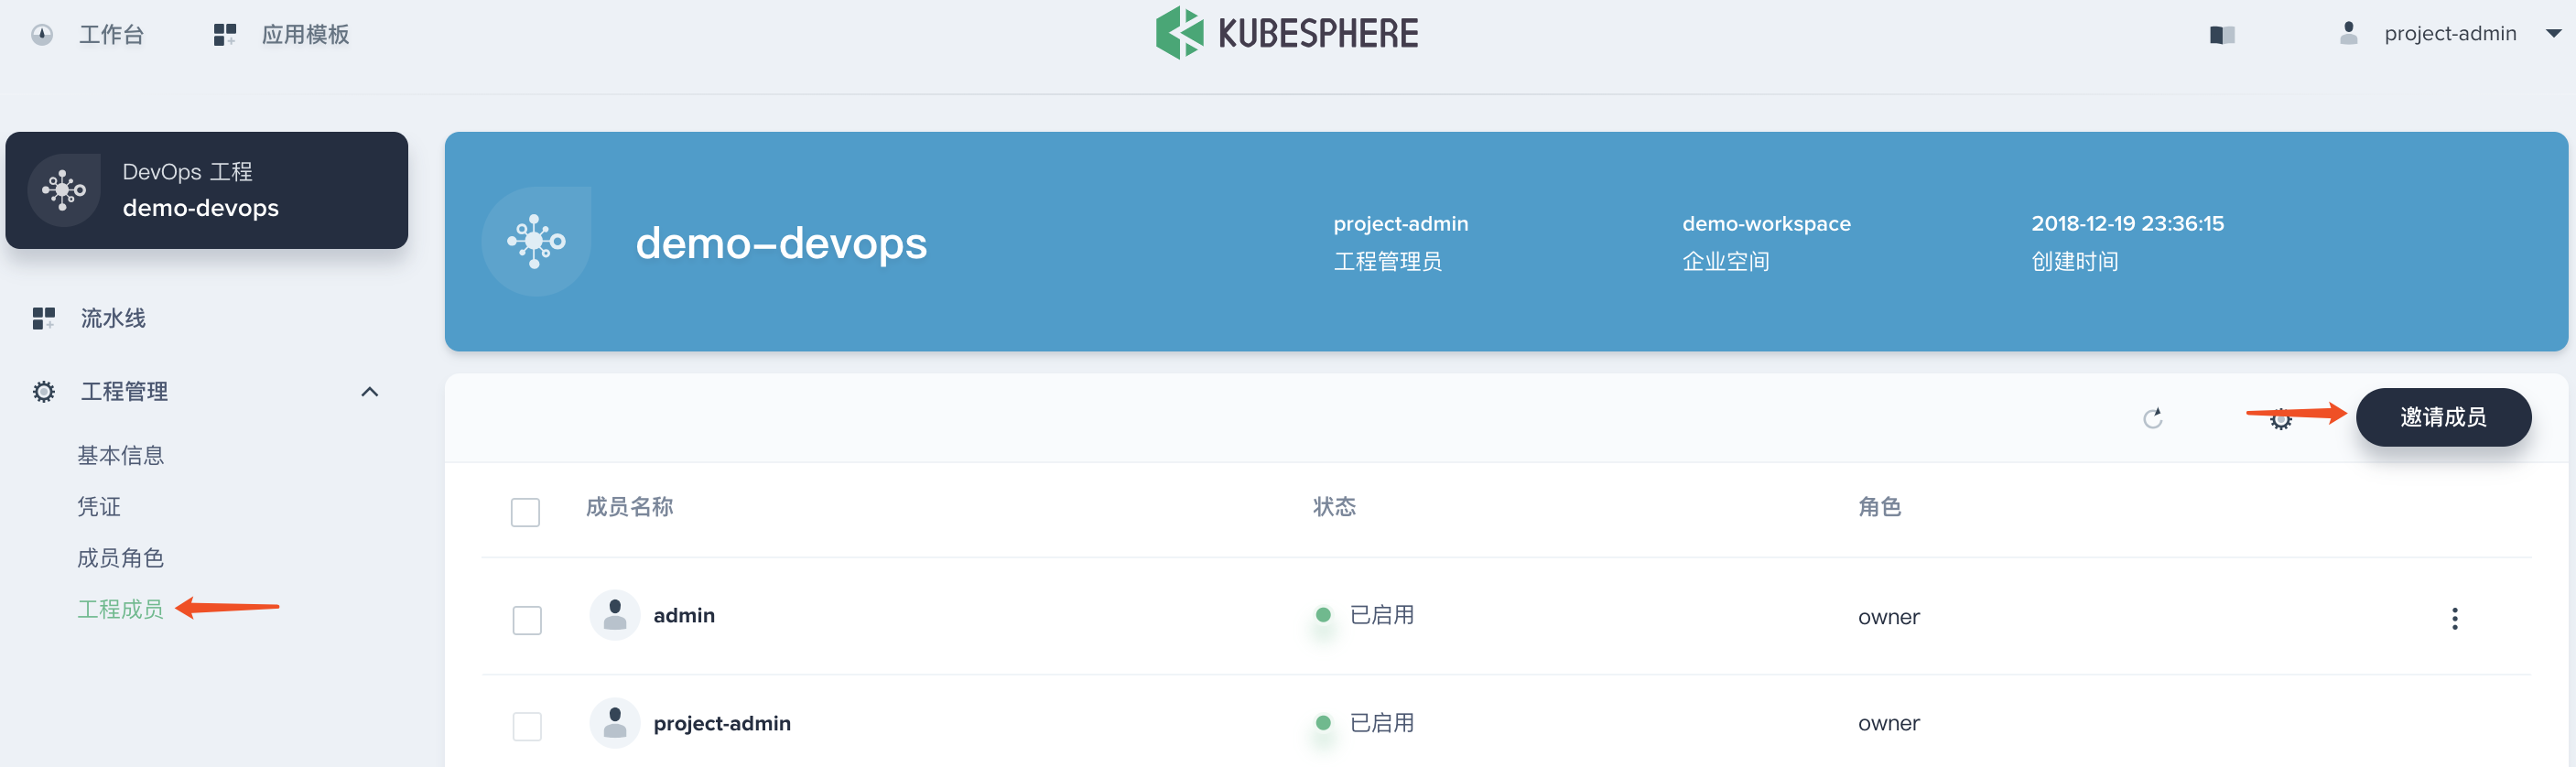 工作台
应用模板
KUBESPHERE
project-admin
DevOps 工程
demo-devops
流水线
工程管理
基本信息
凭证
成员角色
工程成员
demo-devops
project-admin
工程管理员
demo-workspace
企业空间
2018-12-19 23:36:15
创建时间
邀请成员
成员名称 状态 角色
admin 已启用 owner
project-admin 已启用 owner